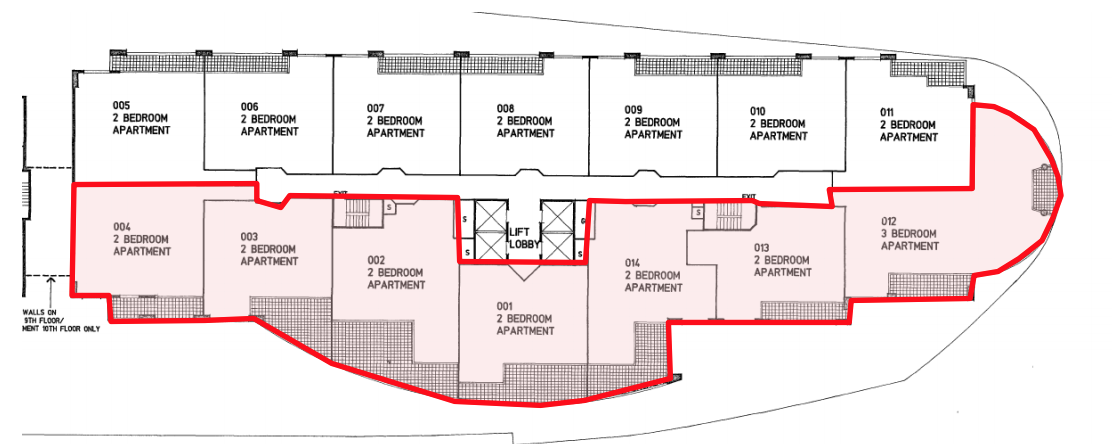 005
2 BEDROOM
APARTMENT
006
2 BEDROOM
APARTMENT
007
2 BEDROOM
APARTMENT
008
2 BEDROOM
APARTMENT
009
2 BEDROOM
APARTMENT
010
2 BEDROOM
APARTMENT
011
2 BEDROOM
APARTMENT
EXIT
EXIT
S
S
S
S
S
LIFT
LOBBY
004
2 BEDROOM
APARTMENT
003
2 BEDROOM
APARTMENT
002
2 BEDROOM
APARTMENT
001
2 BEDROOM
APARTMENT
014
2 BEDROOM
APARTMENT
013
2 BEDROOM
APARTMENT
012
3 BEDROOM
APARTMENT
WALLS ON
9TH FLOOR/
MENT 10TH FLOOR ONLY